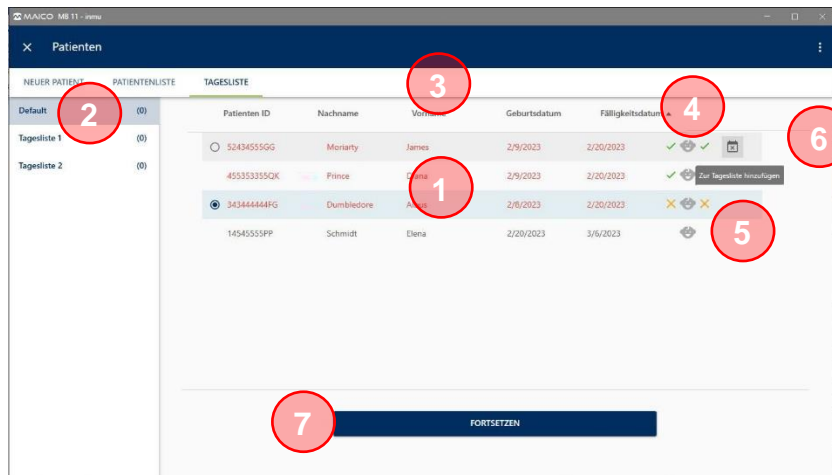 MAICO MB 11 - inmu
Patienten
NEUER PATIENT PATIENTENLISTE TAGESLISTE
3
Default (0)
2
Patienten ID Nachname Vorname Geburtsdatum Fälligkeitsdatum
4
Tagesliste 1 (0)
6
52434555GG Moriarty James 2/9/2023 2/20/2023
Tagesliste 2 (0)
455353355QK Prince Diana 2/9/2023 2/20/2023 Zur Tagesliste hinzufügen
1
343444444FG Dumbledore Albus 2/8/2023 2/20/2023
5
14545555PP Schmidt Elena 2/20/2023 3/6/2023
7
FORTSETZEN